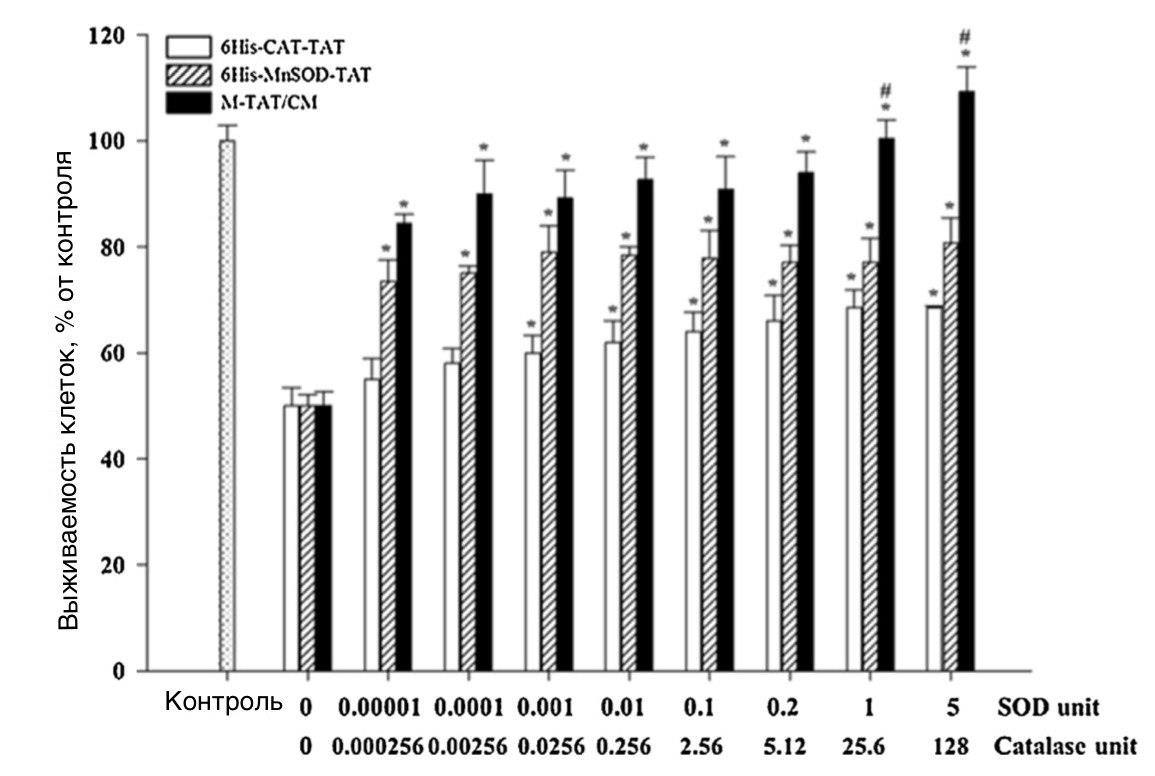 120
6His-CAT-TAT
6His-MnSOD-TAT
M-TAT/CM
100
80
60
40
20
0
Выживаемость клеток, % от контроля
# *
# *
* * * * * * * *
* * * * * * * *
* * * * * *
Контроль 0 0.00001 0.0001 0.001 0.01 0.1 0.2 1 5 SOD unit
0 0.000256 0.00256 0.0256 0.256 2.56 5.12 25.6 128 Catalase unit